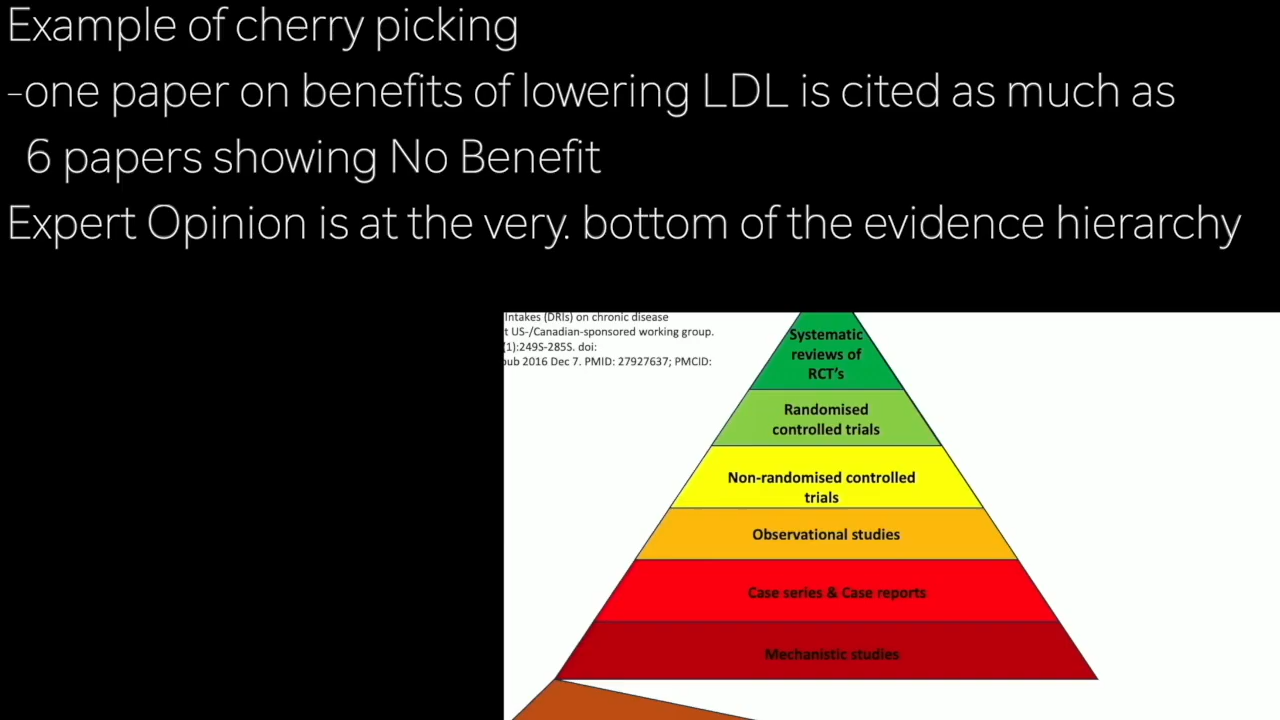 Example of cherry picking
-one paper on benefits of lowering LDL is cited as much as
6 papers showing No Benefit
Expert Opinion is at the very. bottom of the evidence hierarchy
Intakes (DRIs) on chronic disease
t US-/Canadian-sponsored working group.
(1):249S-285S. doi:
ub 2016 Dec 7. PMID: 27927637; PMCID:
Systematic
reviews of
RCT's
Randomised
controlled trials
Non-randomised controlled
trials
Observational studies
Case series & Case reports
Mechanistic studies